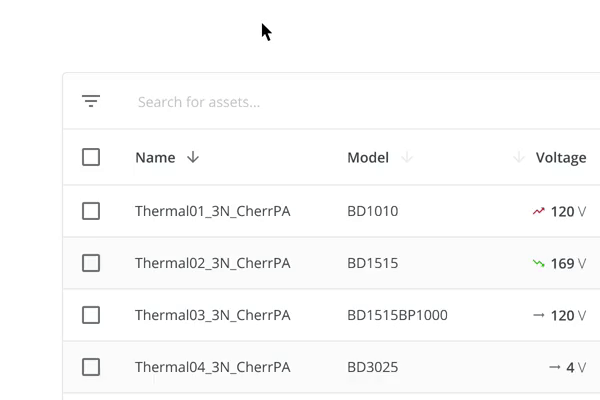 Search for assets...
Name Model Voltage
Thermal01_3N_CherrPA BD1010 120 V
Thermal02_3N_CherrPA BD1515 169 V
Thermal03_3N_CherrPA BD1515BP1000 120 V
Thermal04_3N_CherrPA BD3025 4 V